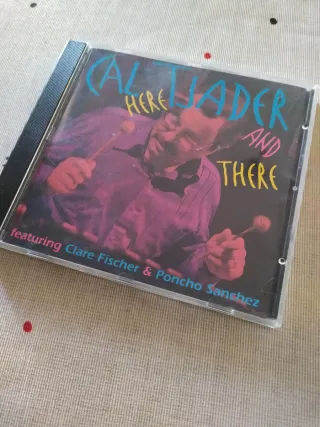 CAL TJADER
HERE
AND
THERE
featuring Clare Fischer & Poncho Sanchez